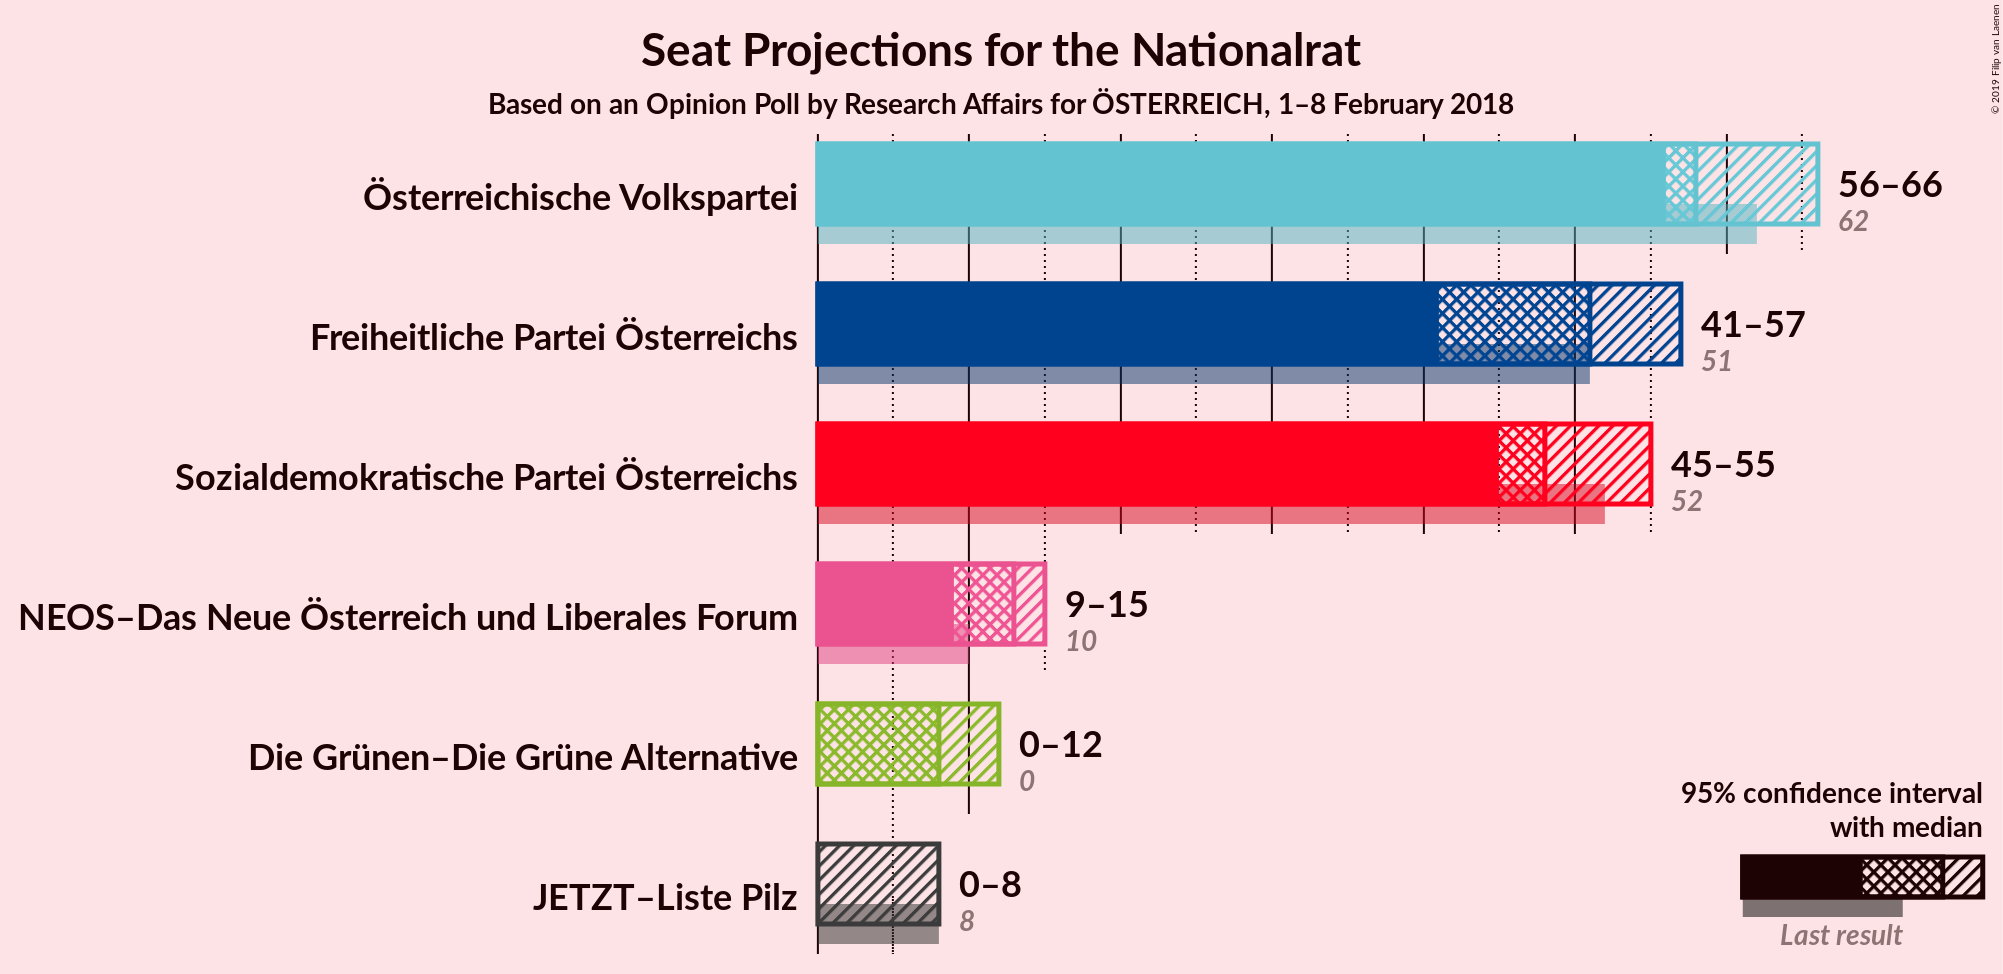 Seat Projections for the Nationalrat
Based on an Opinion Poll by Research Affairs for ÖSTERREICH, 1–8 February 2018
© 2019 Filip van Laenen
Österreichische Volkspartei
56–66
62
Freiheitliche Partei Österreichs
41–57
51
Sozialdemokratische Partei Österreichs
45–55
52
NEOS–Das Neue Österreich und Liberales Forum
9–15
10
Die Grünen–Die Grüne Alternative
0–12
0
JETZT–Liste Pilz
0–8
8
95% confidence interval
with median
Last result